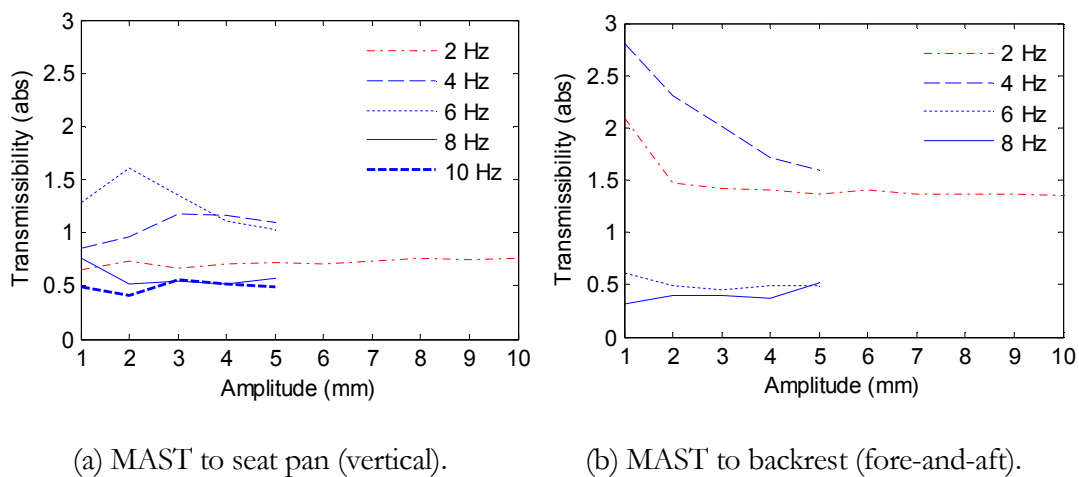 3
2.5
2
1.5
1
0.5
0
Transmissibility (abs)
2 Hz
4 Hz
6 Hz
8 Hz
10 Hz
1 2 3 4 5 6 7 8 9 10
Amplitude (mm)
(a) MAST to seat pan (vertical).
3
2.5
2
1.5
1
0.5
0
Transmissibility (abs)
2 Hz
4 Hz
6 Hz
8 Hz
1 2 3 4 5 6 7 8 9 10
Amplitude (mm)
(b) MAST to backrest (fore-and-aft).